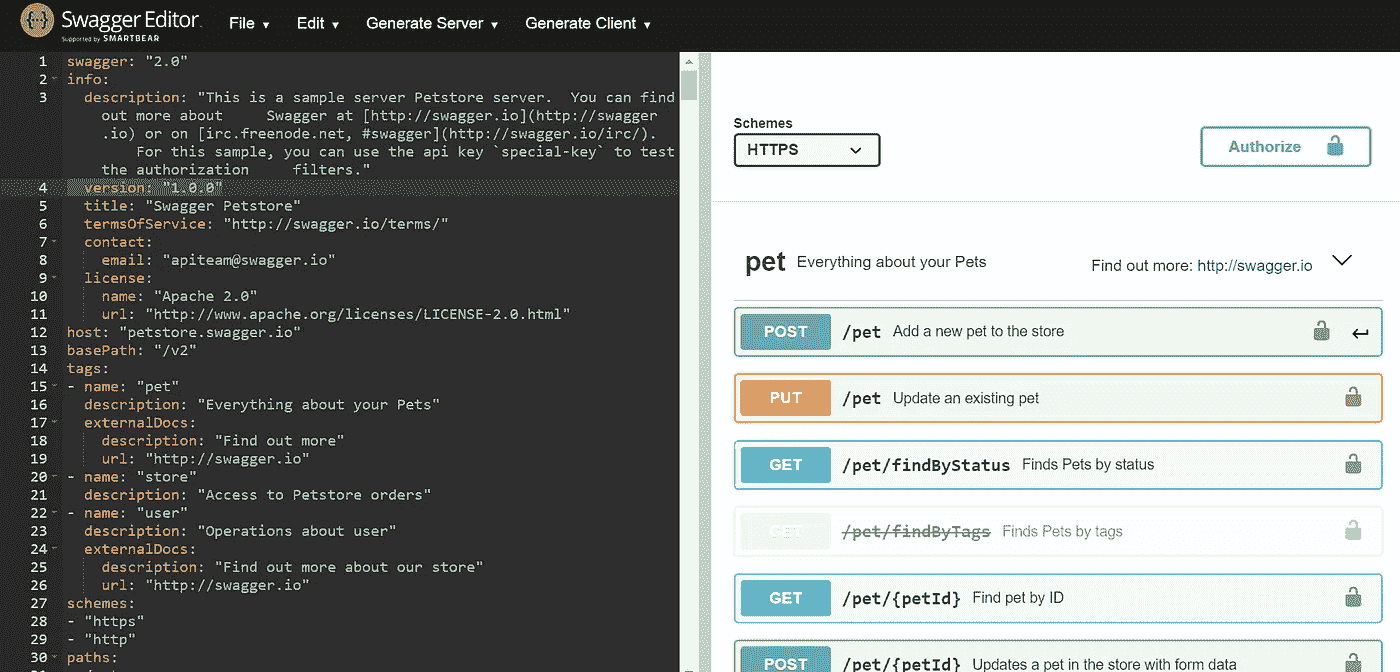 Swagger Editor.
Supported by SMARTBEAR
File ▾ Edit ▾ Generate Server ▾ Generate Client ▾
1 swagger: "2.0"
2 info:
3 description: "This is a sample server Petstore server.  You can find
out more about     Swagger at [http://swagger.io](http://swagger
.io) or on [irc.freenode.net, #swagger](http://swagger.io/irc/).
For this sample, you can use the api key `special-key` to test
the authorization     filters."
4 version: "1.0.0"
5 title: "Swagger Petstore"
6 termsOfService: "http://swagger.io/terms/"
7 contact:
8 email: "apiteam@swagger.io"
9 license:
10 name: "Apache 2.0"
11 url: "http://www.apache.org/licenses/LICENSE-2.0.html"
12 host: "petstore.swagger.io"
13 basePath: "/v2"
14 tags:
15 - name: "pet"
16 description: "Everything about your Pets"
17 externalDocs:
18 description: "Find out more"
19 url: "http://swagger.io"
20 - name: "store"
21 description: "Access to Petstore orders"
22 - name: "user"
23 description: "Operations about user"
24 externalDocs:
25 description: "Find out more about our store"
26 url: "http://swagger.io"
27 schemes:
28 - "https"
29 - "http"
30 paths:
Schemes
HTTPS
Authorize
pet Everything about your Pets
Find out more: http://swagger.io
POST /pet Add a new pet to the store
PUT /pet Update an existing pet
GET /pet/findByStatus Finds Pets by status
GET /pet/findByTags Finds Pets by tags
GET /pet/{petId} Find pet by ID
POST /pet/{petId} Updates a pet in the store with form data